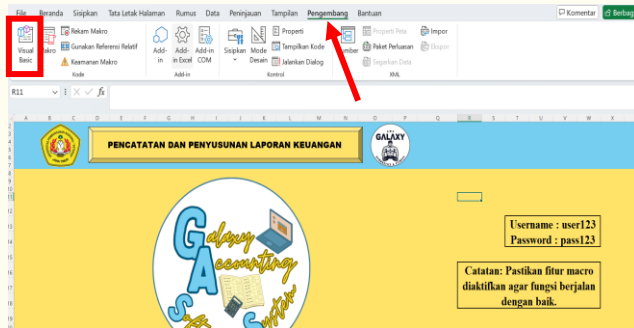 File Beranda Sisipkan Tata Letak Halaman Rumus Data Peninjauan Tampilan Pengembang Bantuan Komentar Berbagi
Visual Basic
Makro
Rekam Makro
Gunakan Referensi Relatif
Keamanan Makro
Kode
Add-in
Add-in Excel
Add-in COM
Add-in
Sisipkan
Mode Desain
Properti
Tampilkan Kode
Jalankan Dialog
Kontrol
Sumber
Properti Peta
Paket Perluasan
Segarkan Data
Impor
Ekspor
XML
R11
fx
A B C D E F G H I J K L M N O P Q R S T U V W X
PENCATATAN DAN PENYUSUNAN LAPORAN KEUANGAN
GALAXY
Galaxy
Accounting
System
Username : user123
Password : pass123
Catatan: Pastikan fitur macro
diaktifkan agar fungsi berjalan
dengan baik.